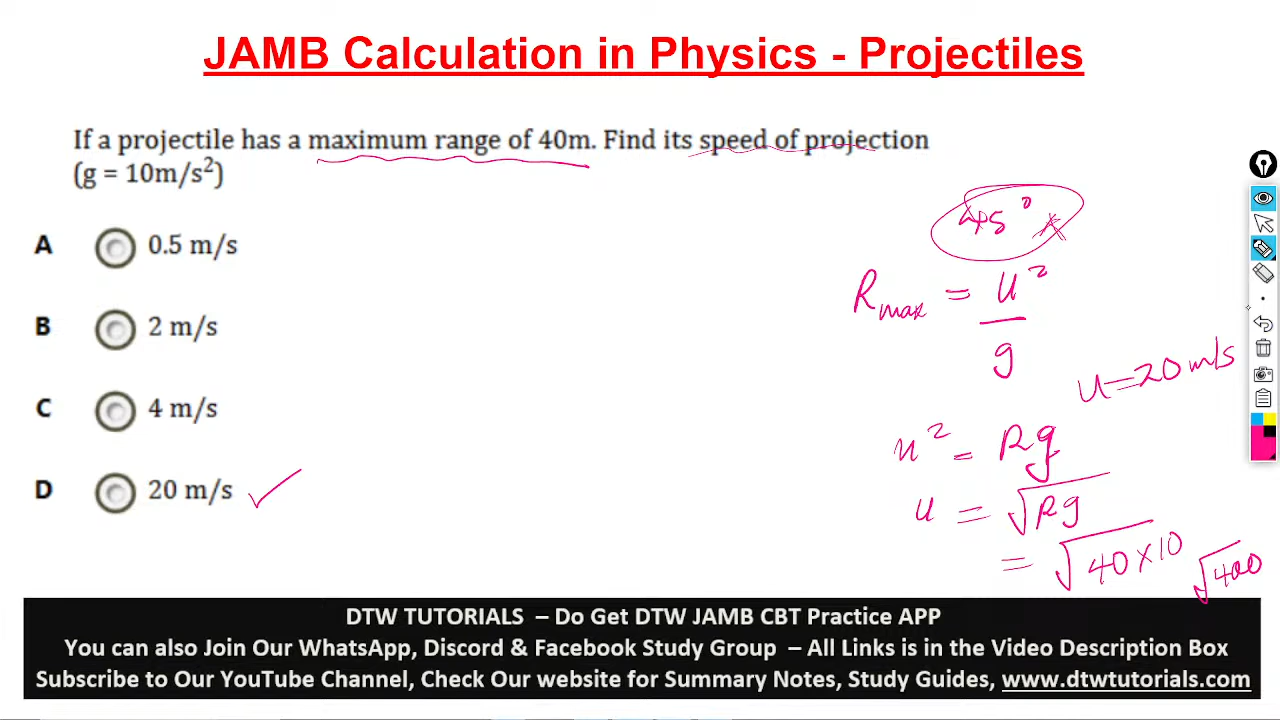 JAMB Calculation in Physics - Projectiles
If a projectile has a maximum range of 40m. Find its speed of projection
(g = 10m/s²)
A 0.5 m/s
B 2 m/s
C 4 m/s
D 20 m/s ✓
45°
R max = u²
g
u = 20 m/s
u² = Rg
u = √Rg
= √40 × 10
√400
DTW TUTORIALS – Do Get DTW JAMB CBT Practice APP
You can also Join Our WhatsApp, Discord & Facebook Study Group – All Links is in the Video Description Box
Subscribe to Our YouTube Channel, Check Our website for Summary Notes, Study Guides, www.dtwtutorials.com